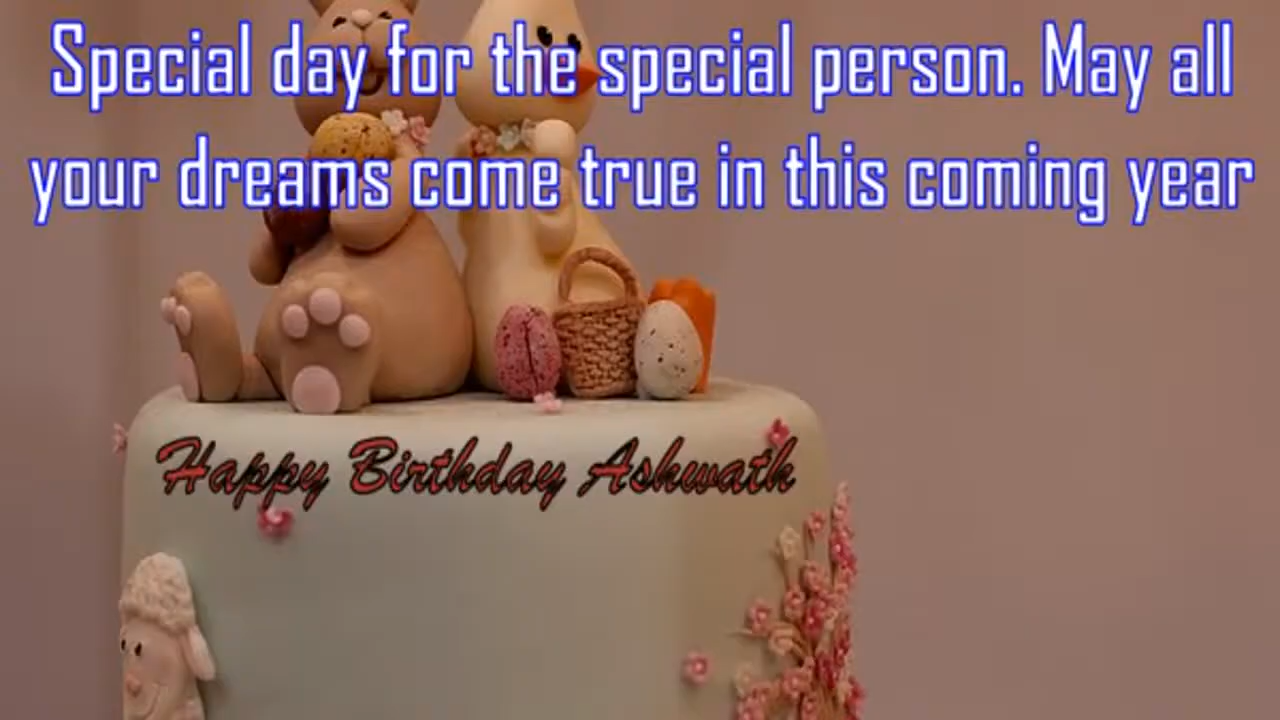 Special day for the special person. May all
your dreams come true in this coming year
Happy Birthday Ashwath